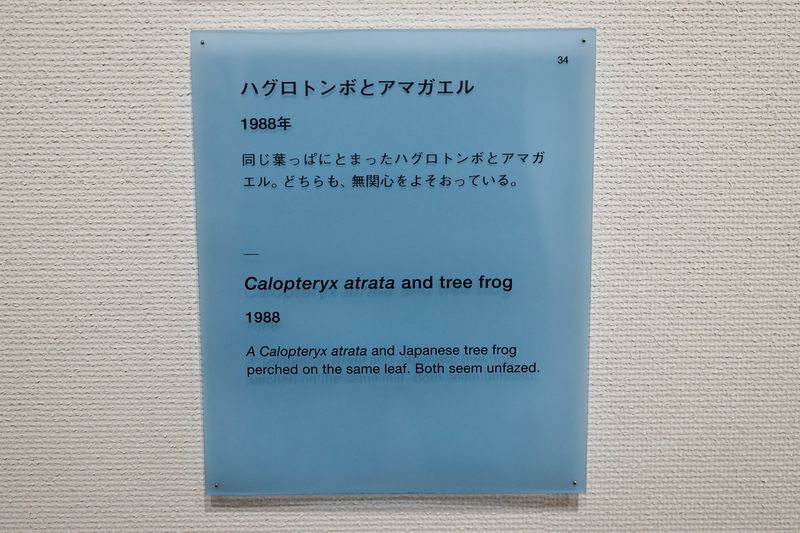 34
ハグロトンボとアマガエル
1988年
同じ葉っぱにとまったハグロトンボとアマガ
エル。どちらも、無関心をよそおっている。
—
Calopteryx atrata and tree frog
1988
A Calopteryx atrata and Japanese tree frog
perched on the same leaf. Both seem unfazed.